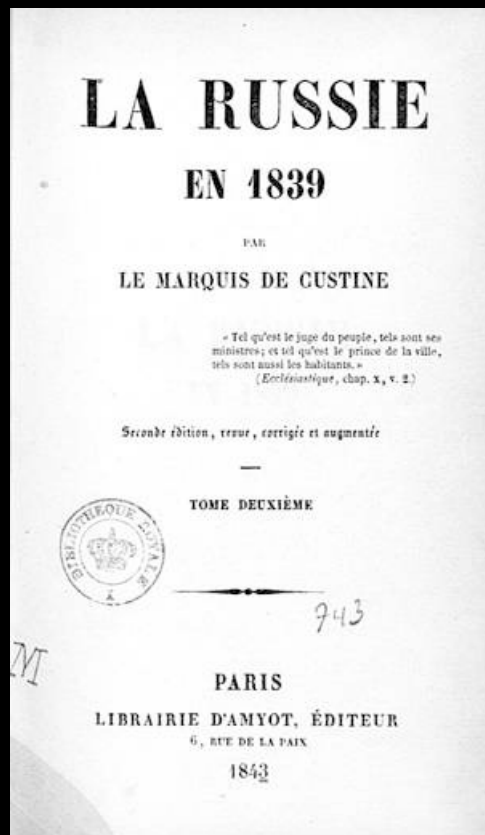 LA RUSSIE
EN 1839
PAR
LE MARQUIS DE CUSTINE
« Tel qu'est le juge du peuple, tels sont ses
ministres; et tel qu'est le prince de la ville,
tels sont aussi les habitants. »
(Ecclésiastique, chap. x, v. 2.)
Seconde édition, revue, corrigée et augmentée
TOME DEUXIÈME
BIBLIOTHEQUE ROYALE
743
M
PARIS
LIBRAIRIE D'AMYOT, ÉDITEUR
6, RUE DE LA PAIX
1843